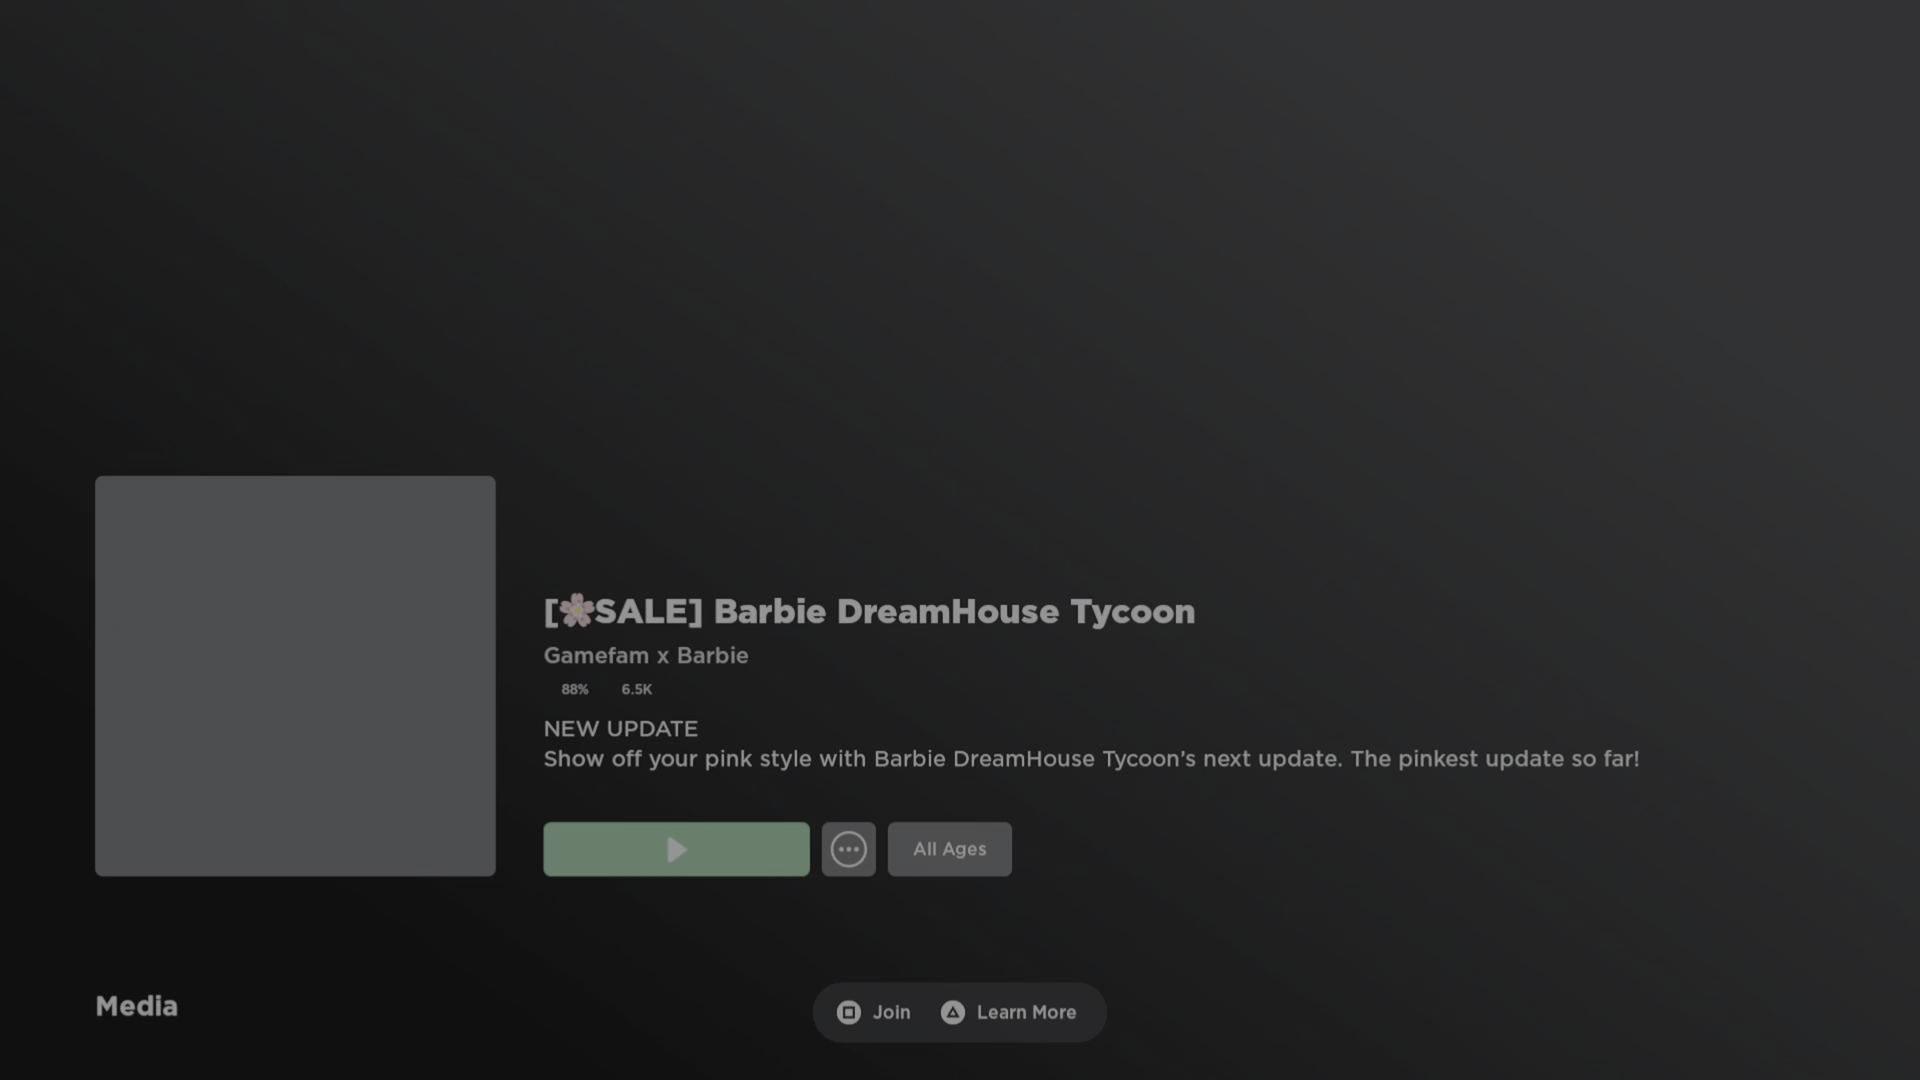 [🌸SALE] Barbie DreamHouse Tycoon
Gamefam x Barbie
88% 6.5K
NEW UPDATE
Show off your pink style with Barbie DreamHouse Tycoon’s next update. The pinkest update so far!
All Ages
Media
Join Learn More